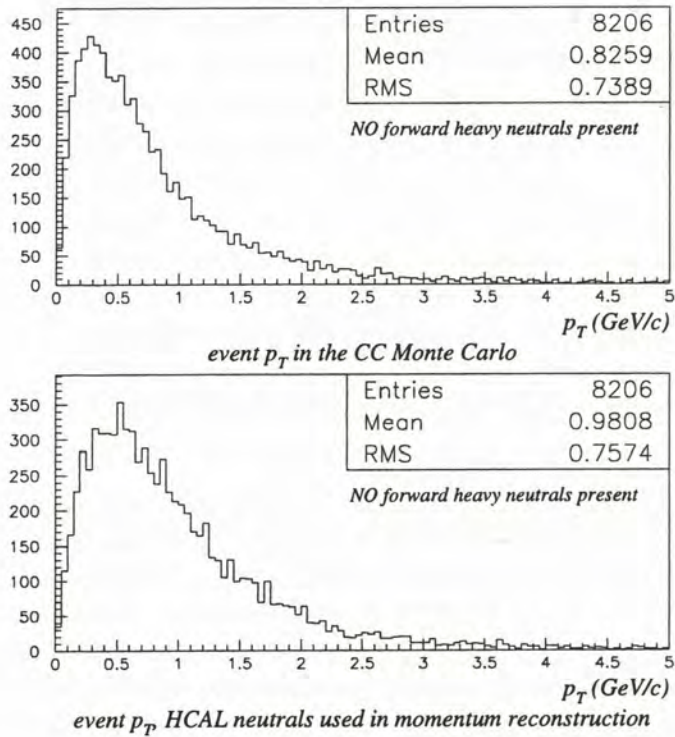 450
400
350
300
250
200
150
100
50
0
Entries 8206
Mean 0.8259
RMS 0.7389
NO forward heavy neutrals present
0 0.5 1 1.5 2 2.5 3 3.5 4 4.5 5
p_T (GeV/c)
event p_T in the CC Monte Carlo
350
300
250
200
150
100
50
0
Entries 8206
Mean 0.9808
RMS 0.7574
NO forward heavy neutrals present
0 0.5 1 1.5 2 2.5 3 3.5 4 4.5 5
p_T (GeV/c)
event p_T, HCAL neutrals used in momentum reconstruction